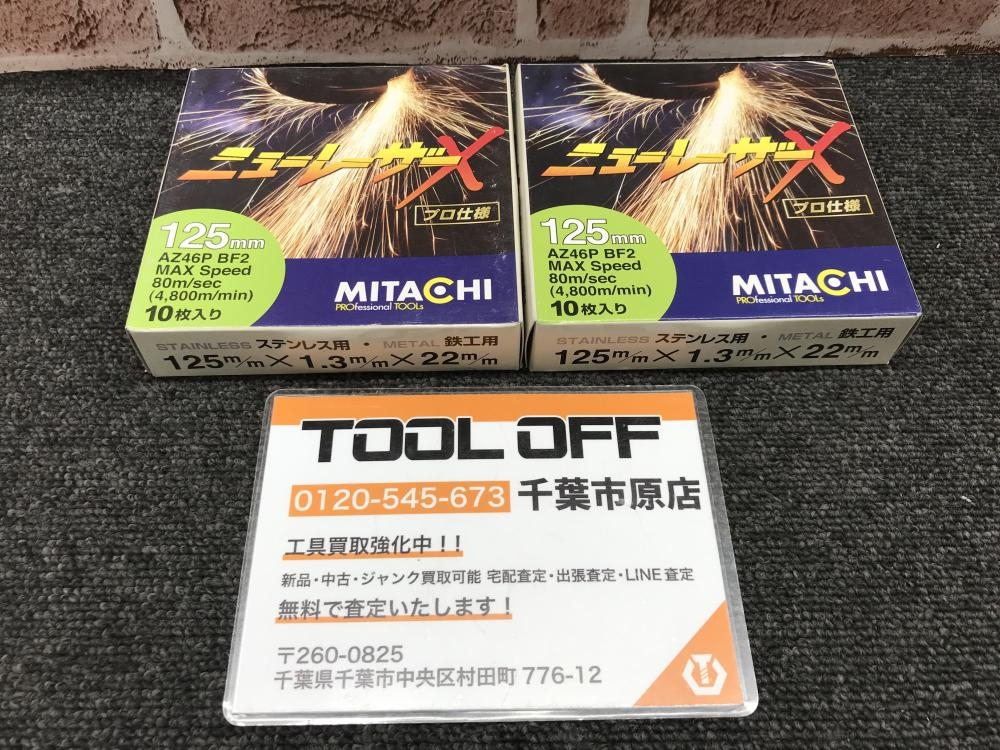 ニューレーザーX
プロ仕様
125mm
AZ46P BF2
MAX Speed
80m/sec
(4,800m/min)
10枚入り
MITACHI
PROfessional TOOLs
STAINLESS ステンレス用 ・ METAL 鉄工用
125m/m×1.3m/m×22m/m
ニューレーザーX
プロ仕様
125mm
AZ46P BF2
MAX Speed
80m/sec
(4,800m/min)
10枚入り
MITACHI
PROfessional TOOLs
STAINLESS ステンレス用 ・ METAL 鉄工用
125m/m×1.3m/m×22m/m
TOOL OFF
0120-545-673 千葉市原店
工具買取強化中!!
新品・中古・ジャンク買取可能 宅配査定・出張査定・LINE査定
無料で査定いたします!
〒260-0825
千葉県千葉市中央区村田町 776-12